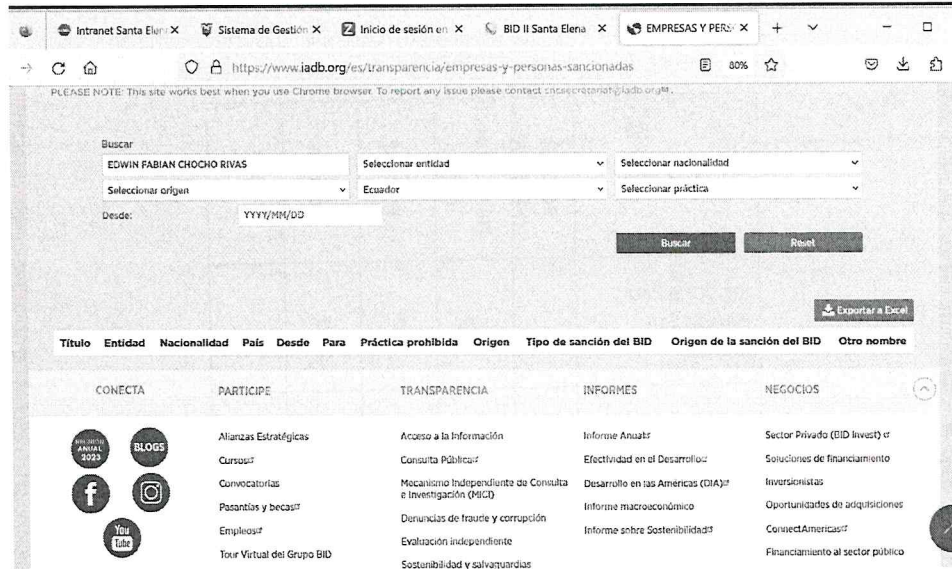 Intranet Santa Elen
Sistema de Gestión
Inicio de sesión en
BID II Santa Elena
EMPRESAS Y PERS
https://www.iadb.org/es/transparencia/empresas-y-personas-sancionadas
80%
PLEASE NOTE: This site works best when you use Chrome browser. To report any issue please contact
Buscar
EDWIN FABIAN CHOCHO RIVAS
Seleccionar entidad
Seleccionar nacionalidad
Seleccionar origen
Ecuador
Seleccionar práctica
Desde:
YYYY/MM/DD
Buscar
Reset
Exportar a Excel
Título Entidad Nacionalidad País Desde Para Práctica prohibida Origen Tipo de sanción del BID Origen de la sanción del BID Otro nombre
CONECTA
REUNIÓN
ANUAL
2023
BLOGS
f
You
Tube
PARTICIPE
Alianzas Estratégicas
Cursos
Convocatorias
Pasantías y becas
Empleos
Tour Virtual del Grupo BID
TRANSPARENCIA
Acceso a la Información
Consulta Pública
Mecanismo Independiente de Consulta
e Investigación (MICI)
Denuncias de fraude y corrupción
Evaluación independiente
Sostenibilidad y salvaguardias
INFORMES
Informe Anual
Efectividad en el Desarrollo
Desarrollo en las Américas (DIA)
Informe macroeconómico
Informe sobre Sostenibilidad
NEGOCIOS
Sector Privado (BID Invest)
Soluciones de financiamiento
Inversionistas
Oportunidades de adquisiciones
ConnectAmericas
Financiamiento al sector público